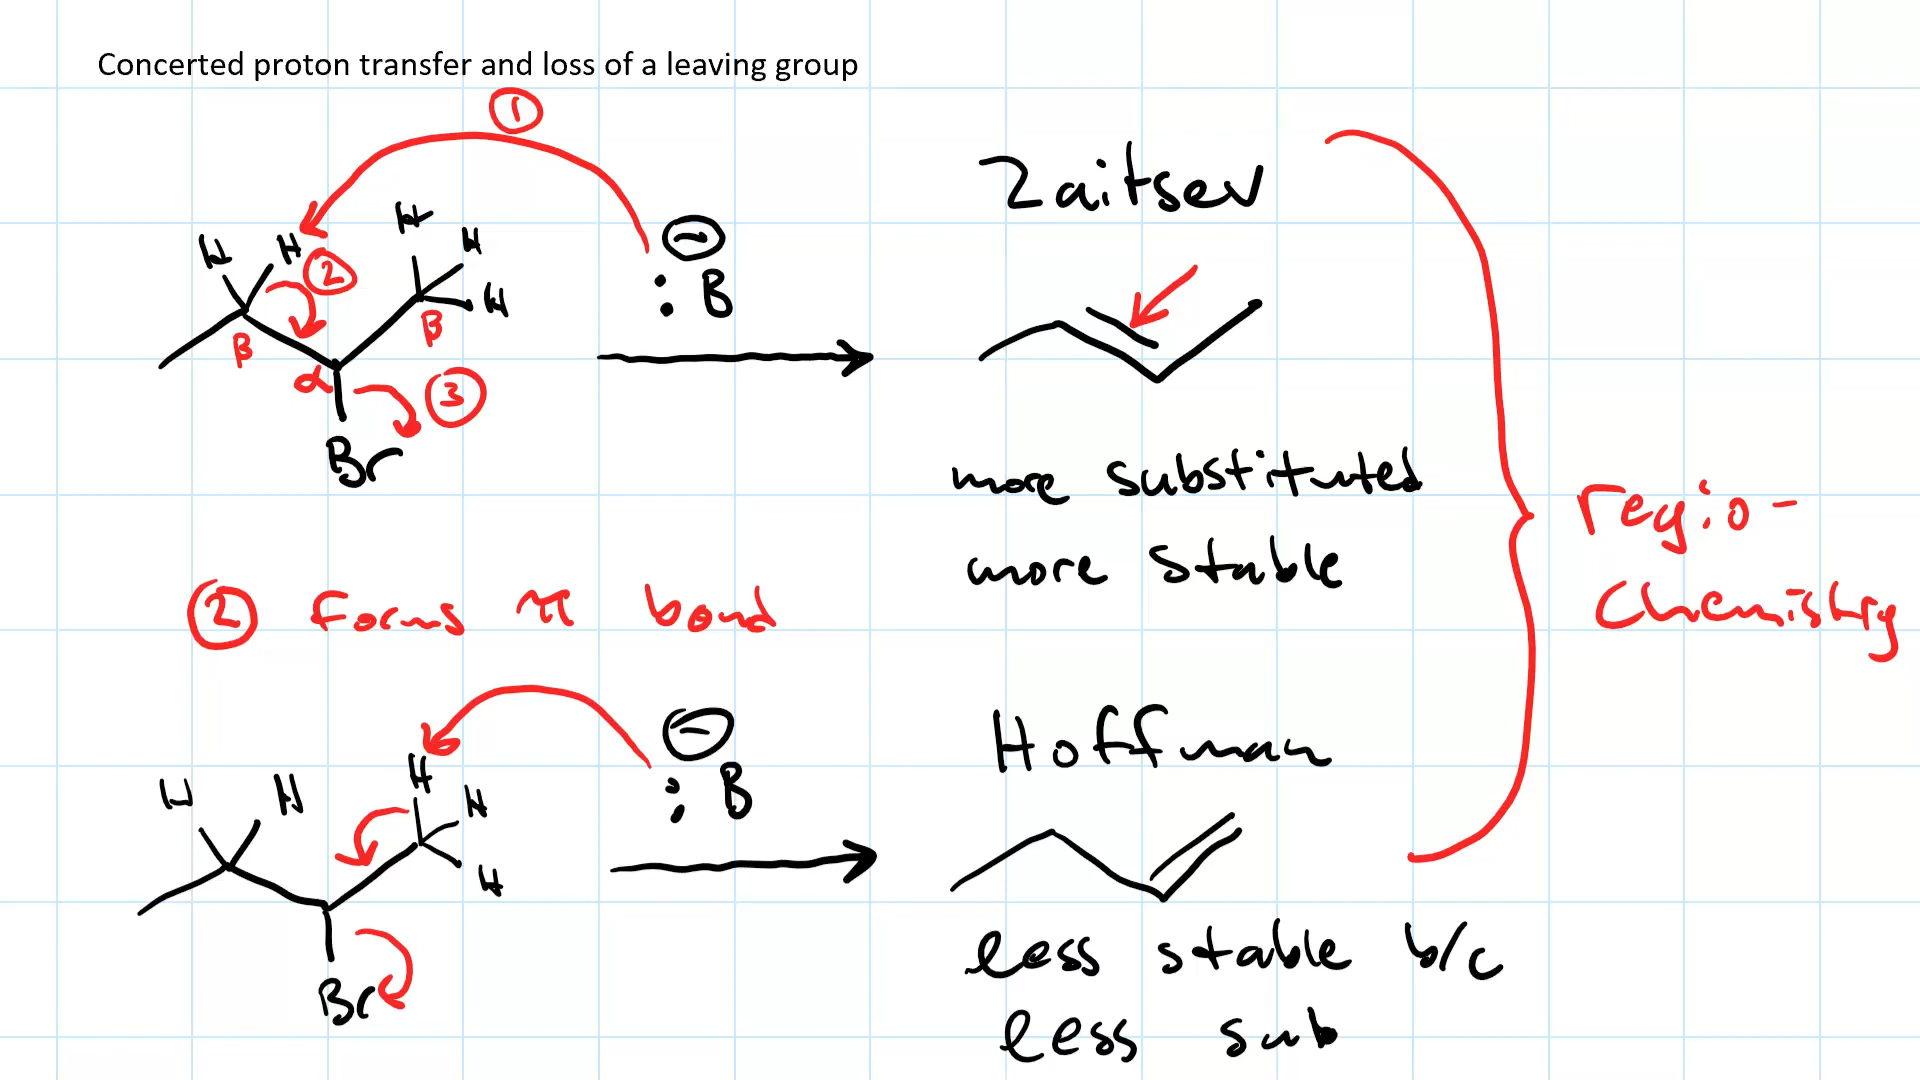 Concerted proton transfer and loss of a leaving group
1
H H 2
H H H
β β
α
Br 3
⊖
:B
Zaitsev
more substituted
more stable
regio-
chemistry
2 forms π bond
H H
H H H
Br
⊖
:B
Hoffman
less stable b/c
less sub